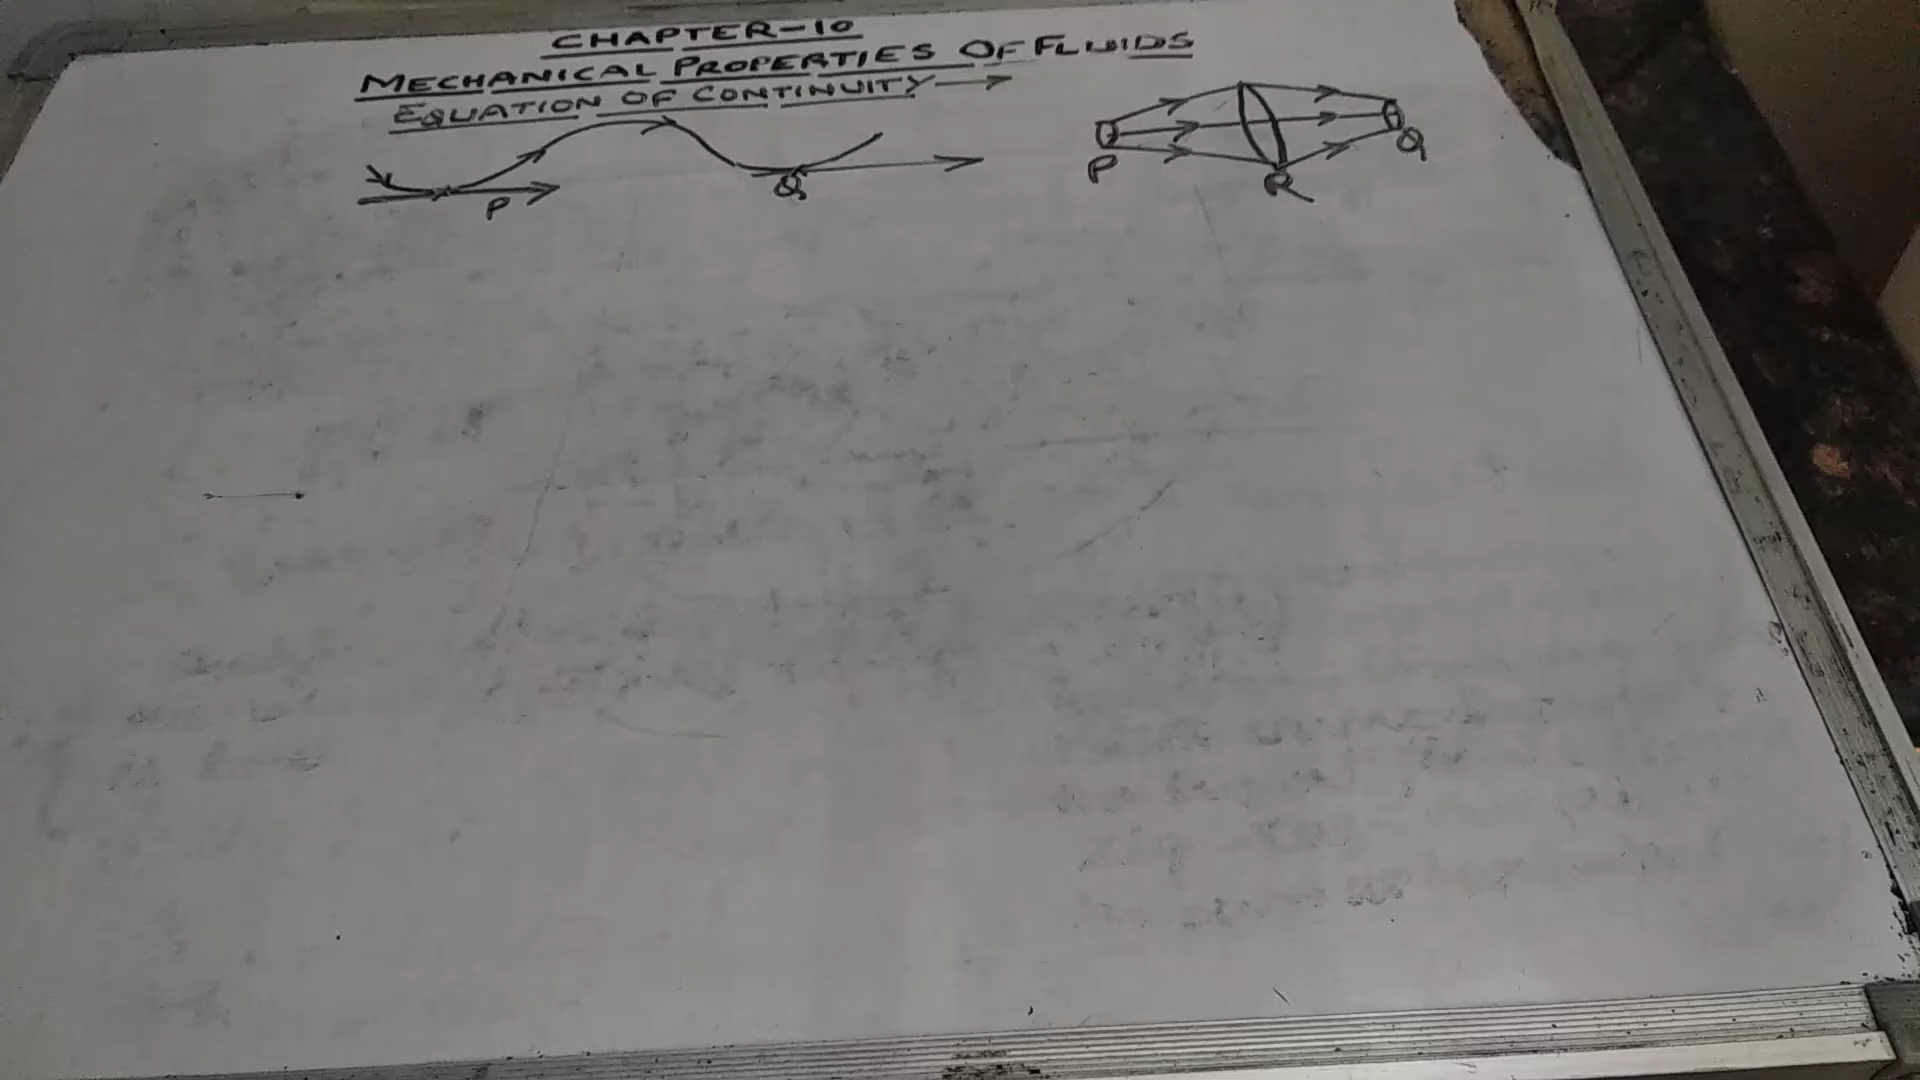 CHAPTER-10
MECHANICAL PROPERTIES OF FLUIDS
EQUATION OF CONTINUITY →
P
Q
P
R
Q